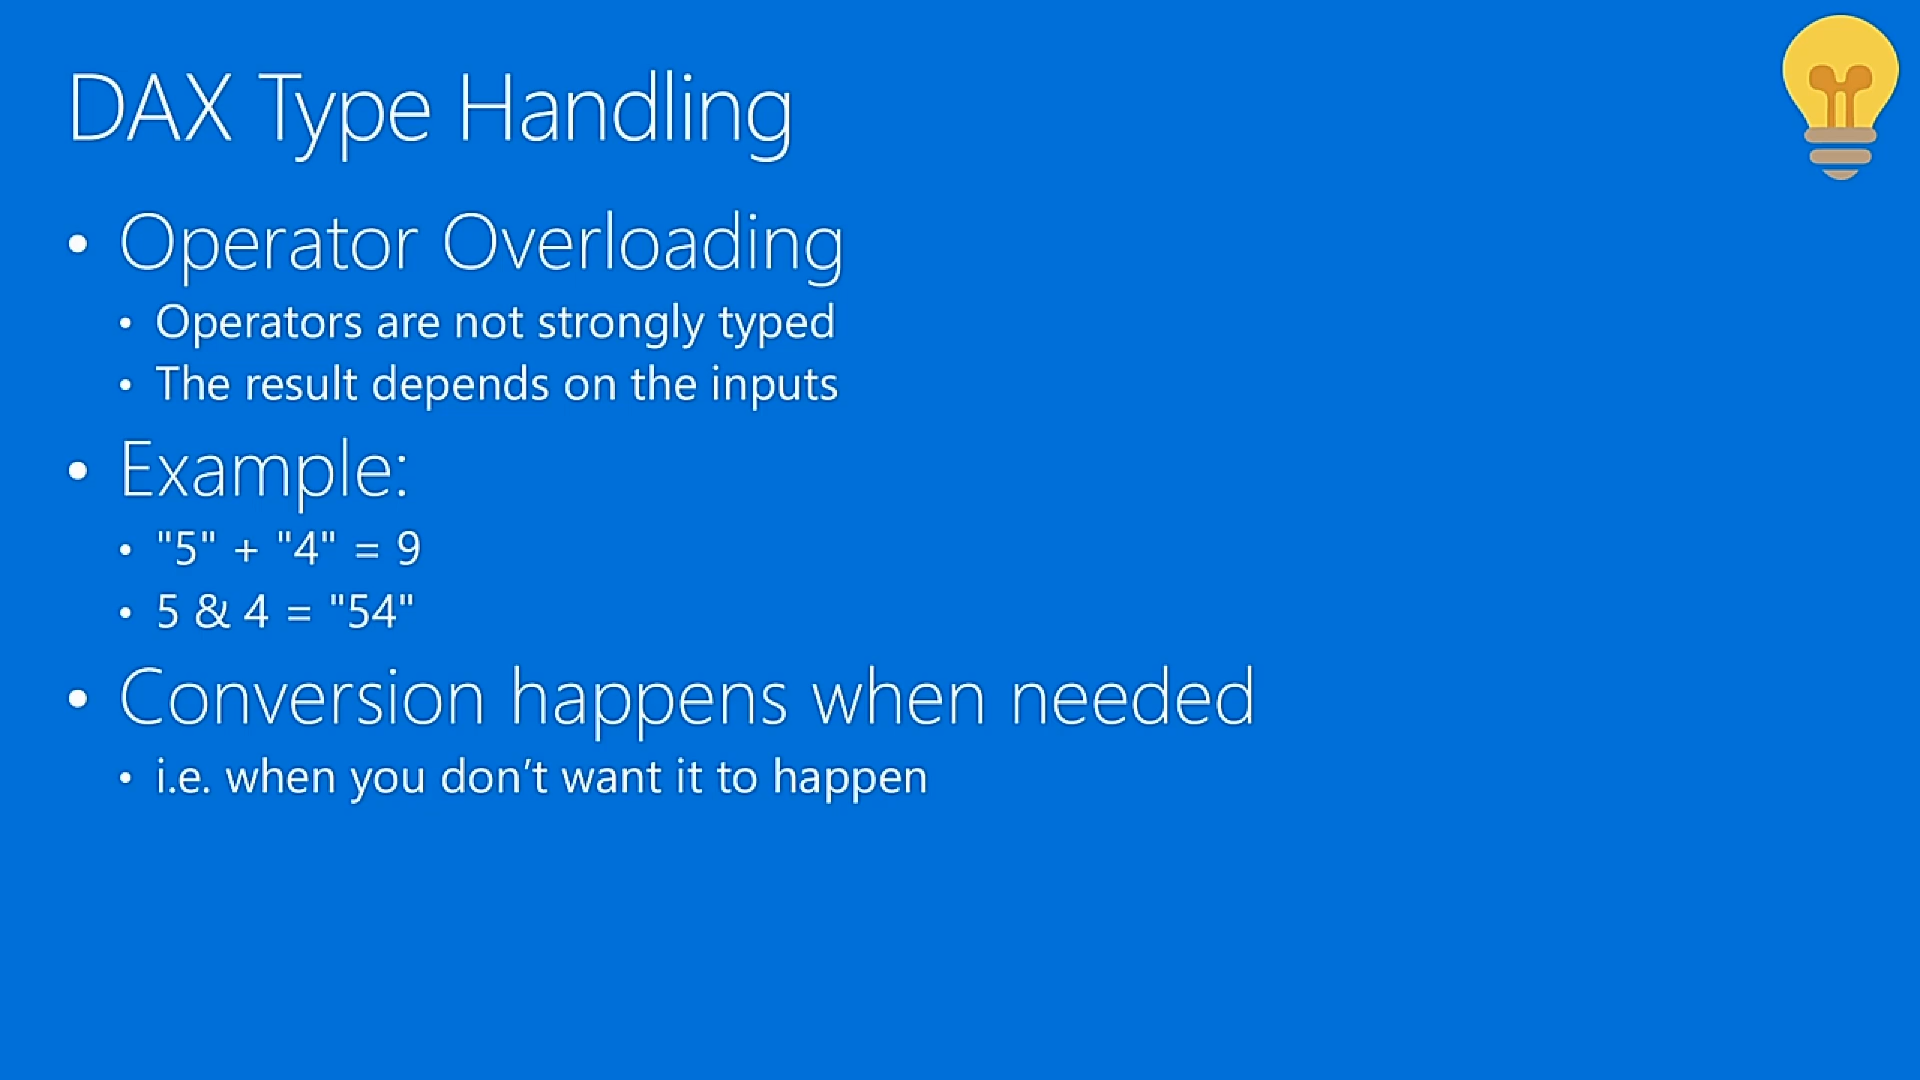 DAX Type Handling
• Operator Overloading
• Operators are not strongly typed
• The result depends on the inputs
• Example:
• "5" + "4" = 9
• 5 & 4 = "54"
• Conversion happens when needed
• i.e. when you don’t want it to happen